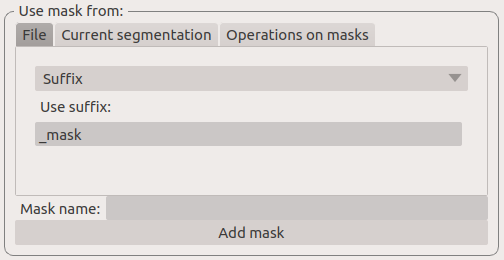 Use mask from:
File Current segmentation Operations on masks
Suffix
Use suffix:
_mask
Mask name:
Add mask